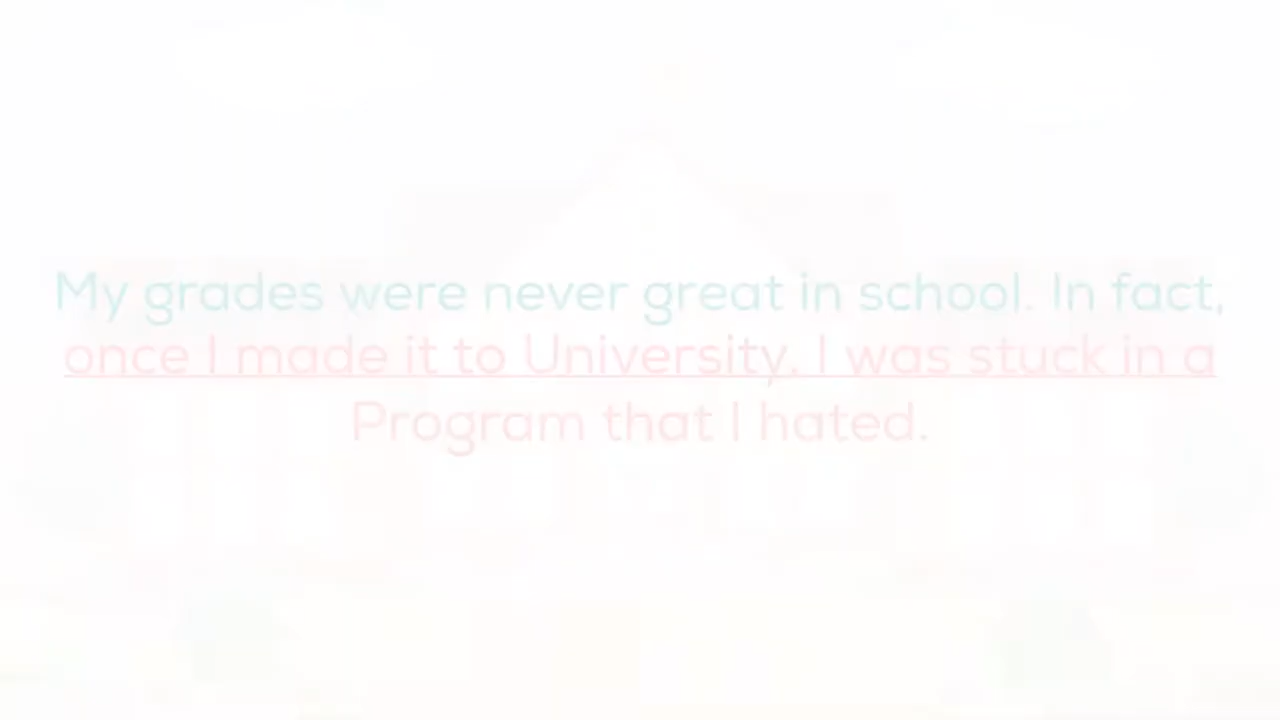 My grades were never great in school. In fact,
once I made it to University, I was stuck in a
Program that I hated.